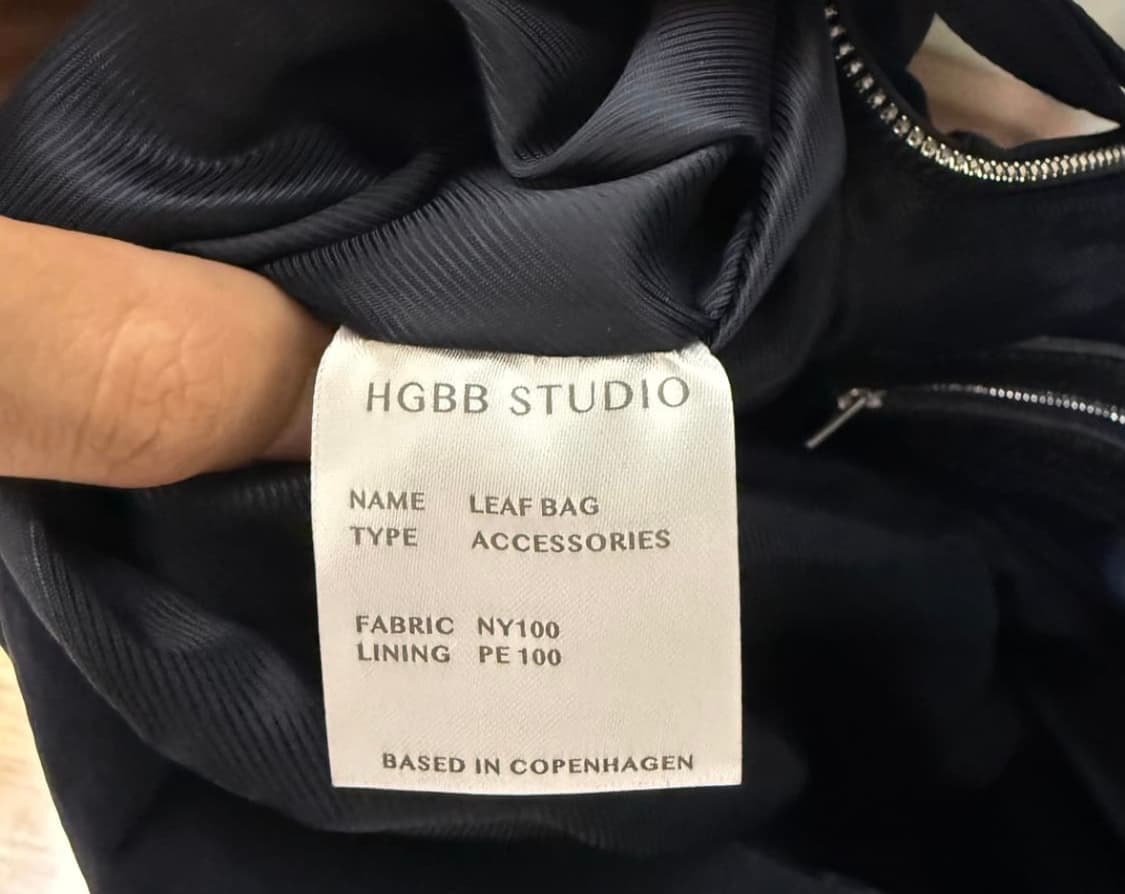 HGBB STUDIO
NAME LEAF BAG
TYPE ACCESSORIES
FABRIC NY100
LINING PE 100
BASED IN COPENHAGEN